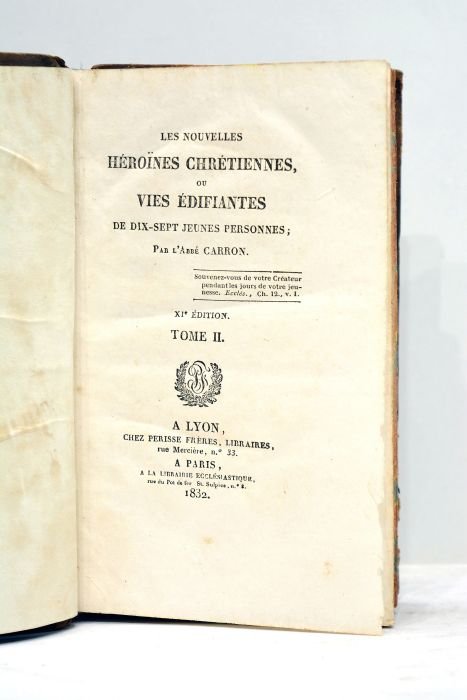 LES NOUVELLES
HÉROÏNES CHRÉTIENNES,
OU
VIES ÉDIFIANTES
DE DIX-SEPT JEUNES PERSONNES;
PAR L'ABBÉ CARRON.
Souvenez-vous de votre Créateur
pendant les jours de votre jeu-
nesse. Ecclés., Ch. 12., v. I.
XIe ÉDITION.
TOME II.
A LYON,
CHEZ PERISSE FRÈRES, LIBRAIRES,
rue Mercière, n.° 33.
A PARIS,
A LA LIBRAIRIE ECCLÉSIASTIQUE,
rue du Pot de fer St. Sulpice, n.° 8.
1832.